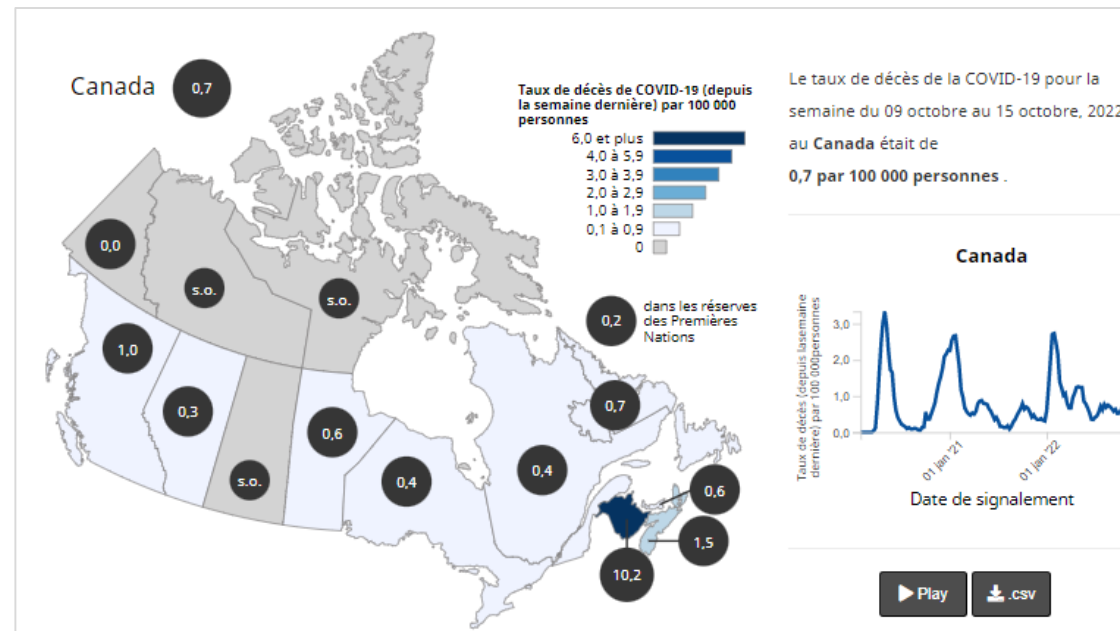 Canada
0,7
Taux de décès de COVID-19 (depuis
la semaine dernière) par 100 000
personnes
6,0 et plus
4,0 à 5,9
3,0 à 3,9
2,0 à 2,9
1,0 à 1,9
0,1 à 0,9
0
0,0
s.o.
s.o.
0,2
dans les réserves
des Premières
Nations
1,0
0,3
s.o.
0,6
0,4
0,4
0,7
0,6
1,5
10,2
Le taux de décès de la COVID-19 pour la
semaine du 09 octobre au 15 octobre, 2022
au Canada était de
0,7 par 100 000 personnes .
Canada
Taux de décès (depuis lasemaine
dernière) par 100 000personnes
3,0
2,0
1,0
0,0
01 jan '21
01 jan '22
Date de signalement
Play
.csv